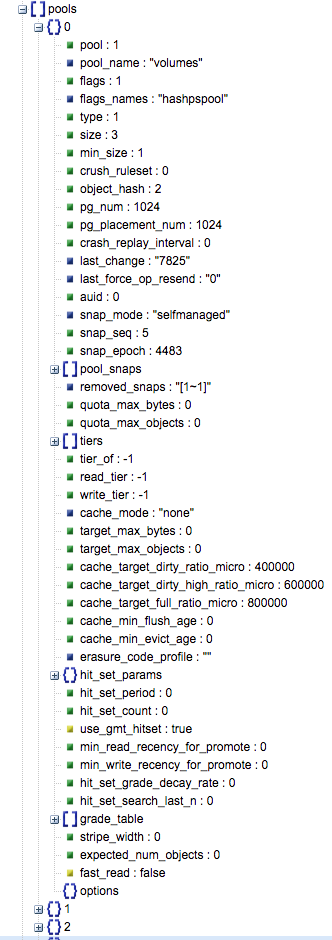 pools
0
pool : 1
pool_name : "volumes"
flags : 1
flags_names : "hashpspool"
type : 1
size : 3
min_size : 1
crush_ruleset : 0
object_hash : 2
pg_num : 1024
pg_placement_num : 1024
crash_replay_interval : 0
last_change : "7825"
last_force_op_resend : "0"
auid : 0
snap_mode : "selfmanaged"
snap_seq : 5
snap_epoch : 4483
pool_snaps
removed_snaps : "[1~1]"
quota_max_bytes : 0
quota_max_objects : 0
tiers
tier_of : -1
read_tier : -1
write_tier : -1
cache_mode : "none"
target_max_bytes : 0
target_max_objects : 0
cache_target_dirty_ratio_micro : 400000
cache_target_dirty_high_ratio_micro : 600000
cache_target_full_ratio_micro : 800000
cache_min_flush_age : 0
cache_min_evict_age : 0
erasure_code_profile : ""
hit_set_params
hit_set_period : 0
hit_set_count : 0
use_gmt_hitset : true
min_read_recency_for_promote : 0
min_write_recency_for_promote : 0
hit_set_grade_decay_rate : 0
hit_set_search_last_n : 0
grade_table
stripe_width : 0
expected_num_objects : 0
fast_read : false
options
1
2